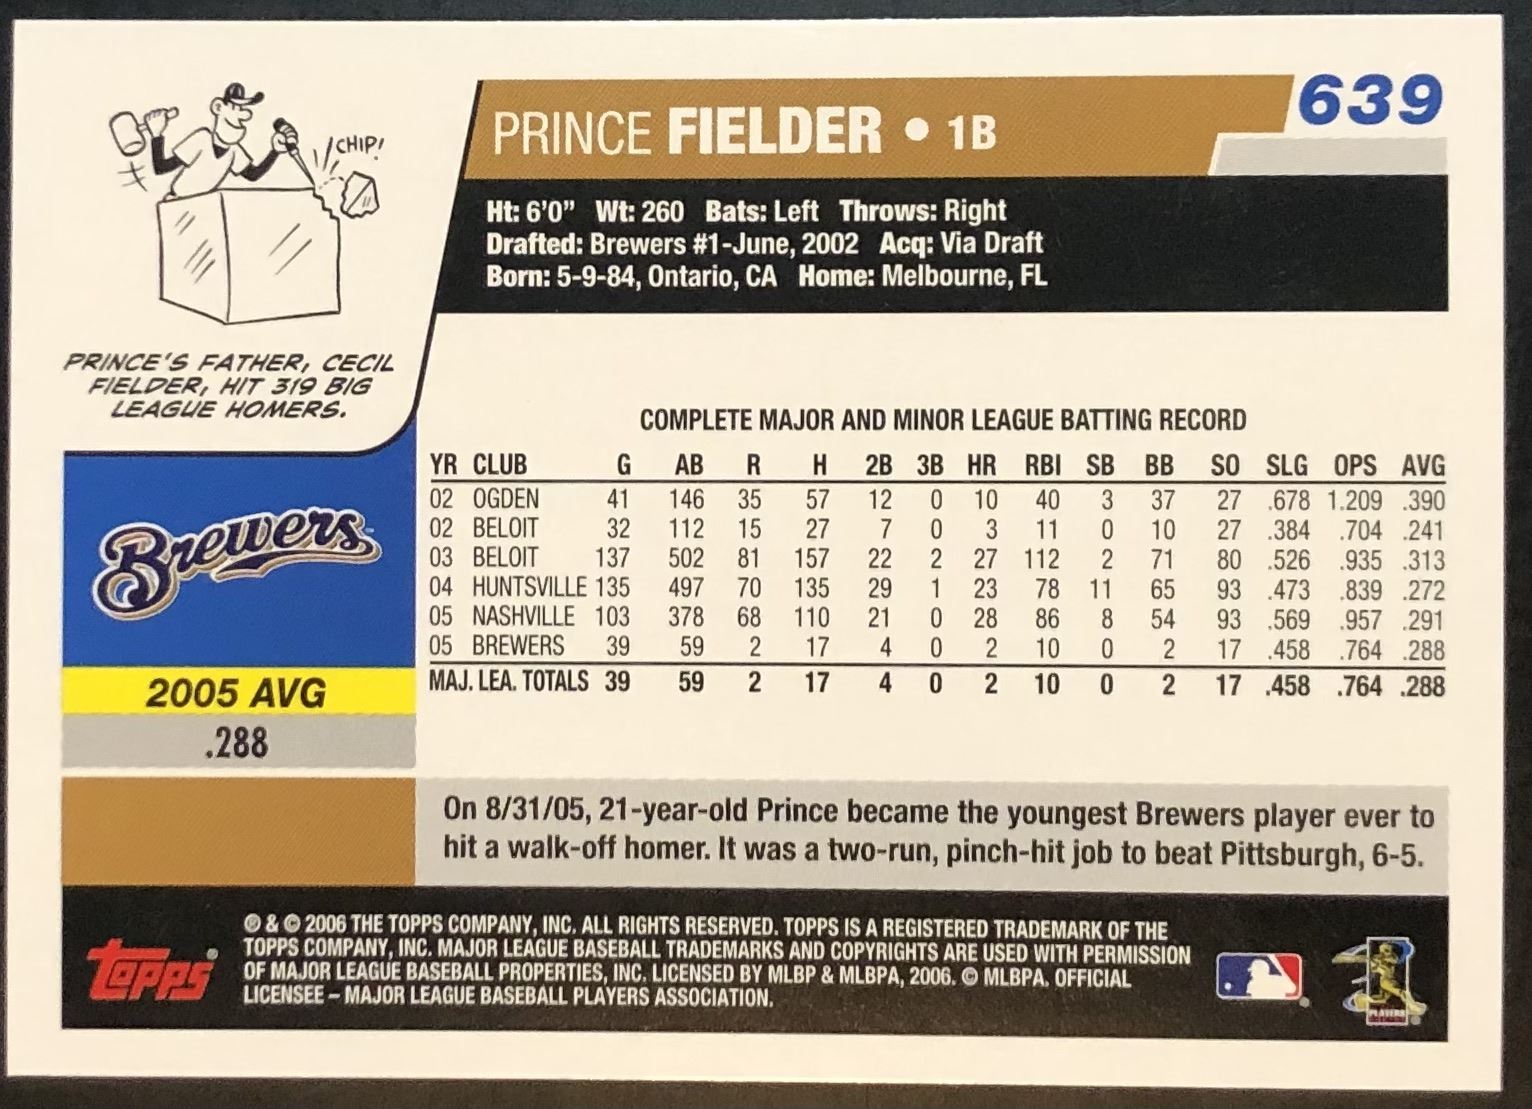 639
PRINCE FIELDER • 1B
Ht: 6'0" Wt: 260 Bats: Left Throws: Right
Drafted: Brewers #1-June, 2002 Acq: Via Draft
Born: 5-9-84, Ontario, CA Home: Melbourne, FL
CHIP!
PRINCE'S FATHER, CECIL
FIELDER, HIT 319 BIG
LEAGUE HOMERS.
Brewers
2005 AVG
.288
COMPLETE MAJOR AND MINOR LEAGUE BATTING RECORD
YR CLUB G AB R H 2B 3B HR RBI SB BB SO SLG OPS AVG
02 OGDEN 41 146 35 57 12 0 10 40 3 37 27 .678 1.209 .390
02 BELOIT 32 112 15 27 7 0 3 11 0 10 27 .384 .704 .241
03 BELOIT 137 502 81 157 22 2 27 112 2 71 80 .526 .935 .313
04 HUNTSVILLE 135 497 70 135 29 1 23 78 11 65 93 .473 .839 .272
05 NASHVILLE 103 378 68 110 21 0 28 86 8 54 93 .569 .957 .291
05 BREWERS 39 59 2 17 4 0 2 10 0 2 17 .458 .764 .288
MAJ. LEA. TOTALS 39 59 2 17 4 0 2 10 0 2 17 .458 .764 .288
On 8/31/05, 21-year-old Prince became the youngest Brewers player ever to
hit a walk-off homer. It was a two-run, pinch-hit job to beat Pittsburgh, 6-5.
Topps®
® & © 2006 THE TOPPS COMPANY, INC. ALL RIGHTS RESERVED. TOPPS IS A REGISTERED TRADEMARK OF THE
TOPPS COMPANY, INC. MAJOR LEAGUE BASEBALL TRADEMARKS AND COPYRIGHTS ARE USED WITH PERMISSION
OF MAJOR LEAGUE BASEBALL PROPERTIES, INC. LICENSED BY MLBP & MLBPA, 2006. © MLBPA. OFFICIAL
LICENSEE – MAJOR LEAGUE BASEBALL PLAYERS ASSOCIATION.
PLAYERS